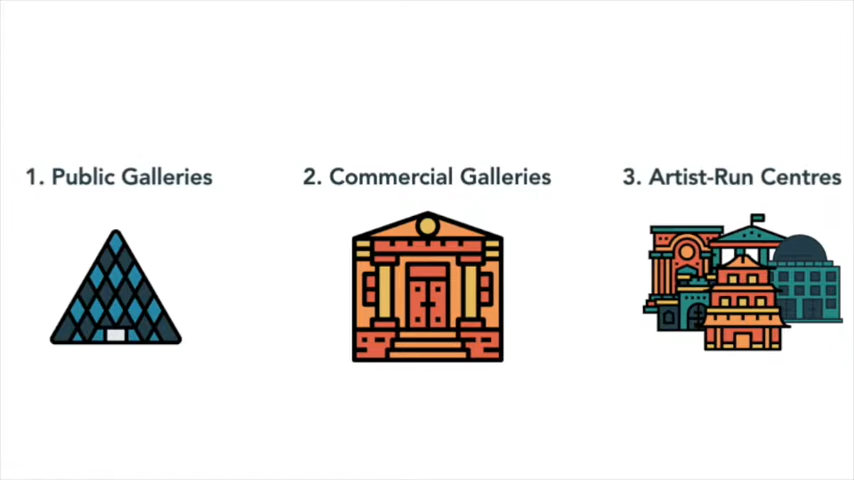 1. Public Galleries
2. Commercial Galleries
3. Artist-Run Centres